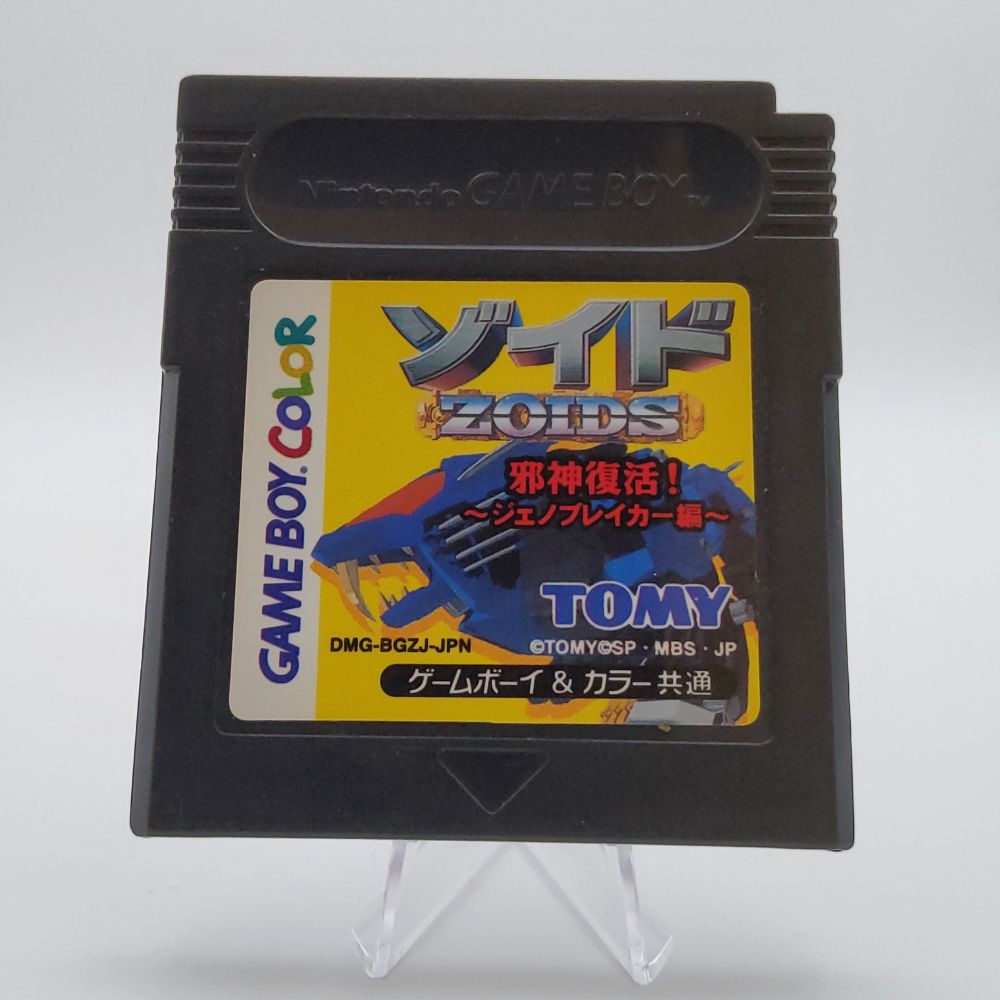 Nintendo GAME BOY TM
GAME BOY COLOR
ゾイド
ZOIDS
邪神復活!
~ジェノブレイカー編~
TOMY
DMG-BGZJ-JPN
©TOMY©SP・MBS・JP
ゲームボーイ & カラー共通